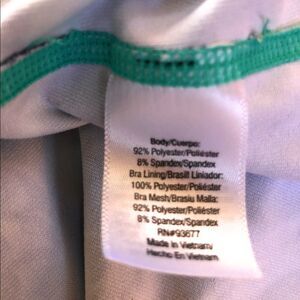 Body/Cuerpo:
92% Polyester/Poliéster
8% Spandex/Spandex
Bra Lining/Brasil Liniador:
100% Polyester/Poliéster
Bra Mesh/Brasiu Malla:
92% Polyester/Poliéster
8% Spandex/Spandex
RN#93677
Made In Vietnam/
Hecho En Vietnam